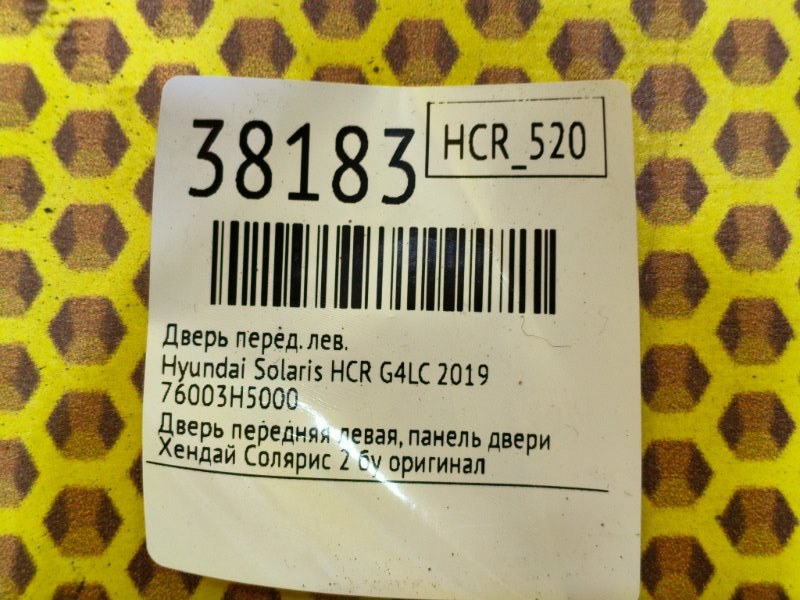 38183
HCR_520
Дверь перед. лев.
Hyundai Solaris HCR G4LC 2019
76003H5000
Дверь передняя левая, панель двери
Хендай Солярис 2 бу оригинал